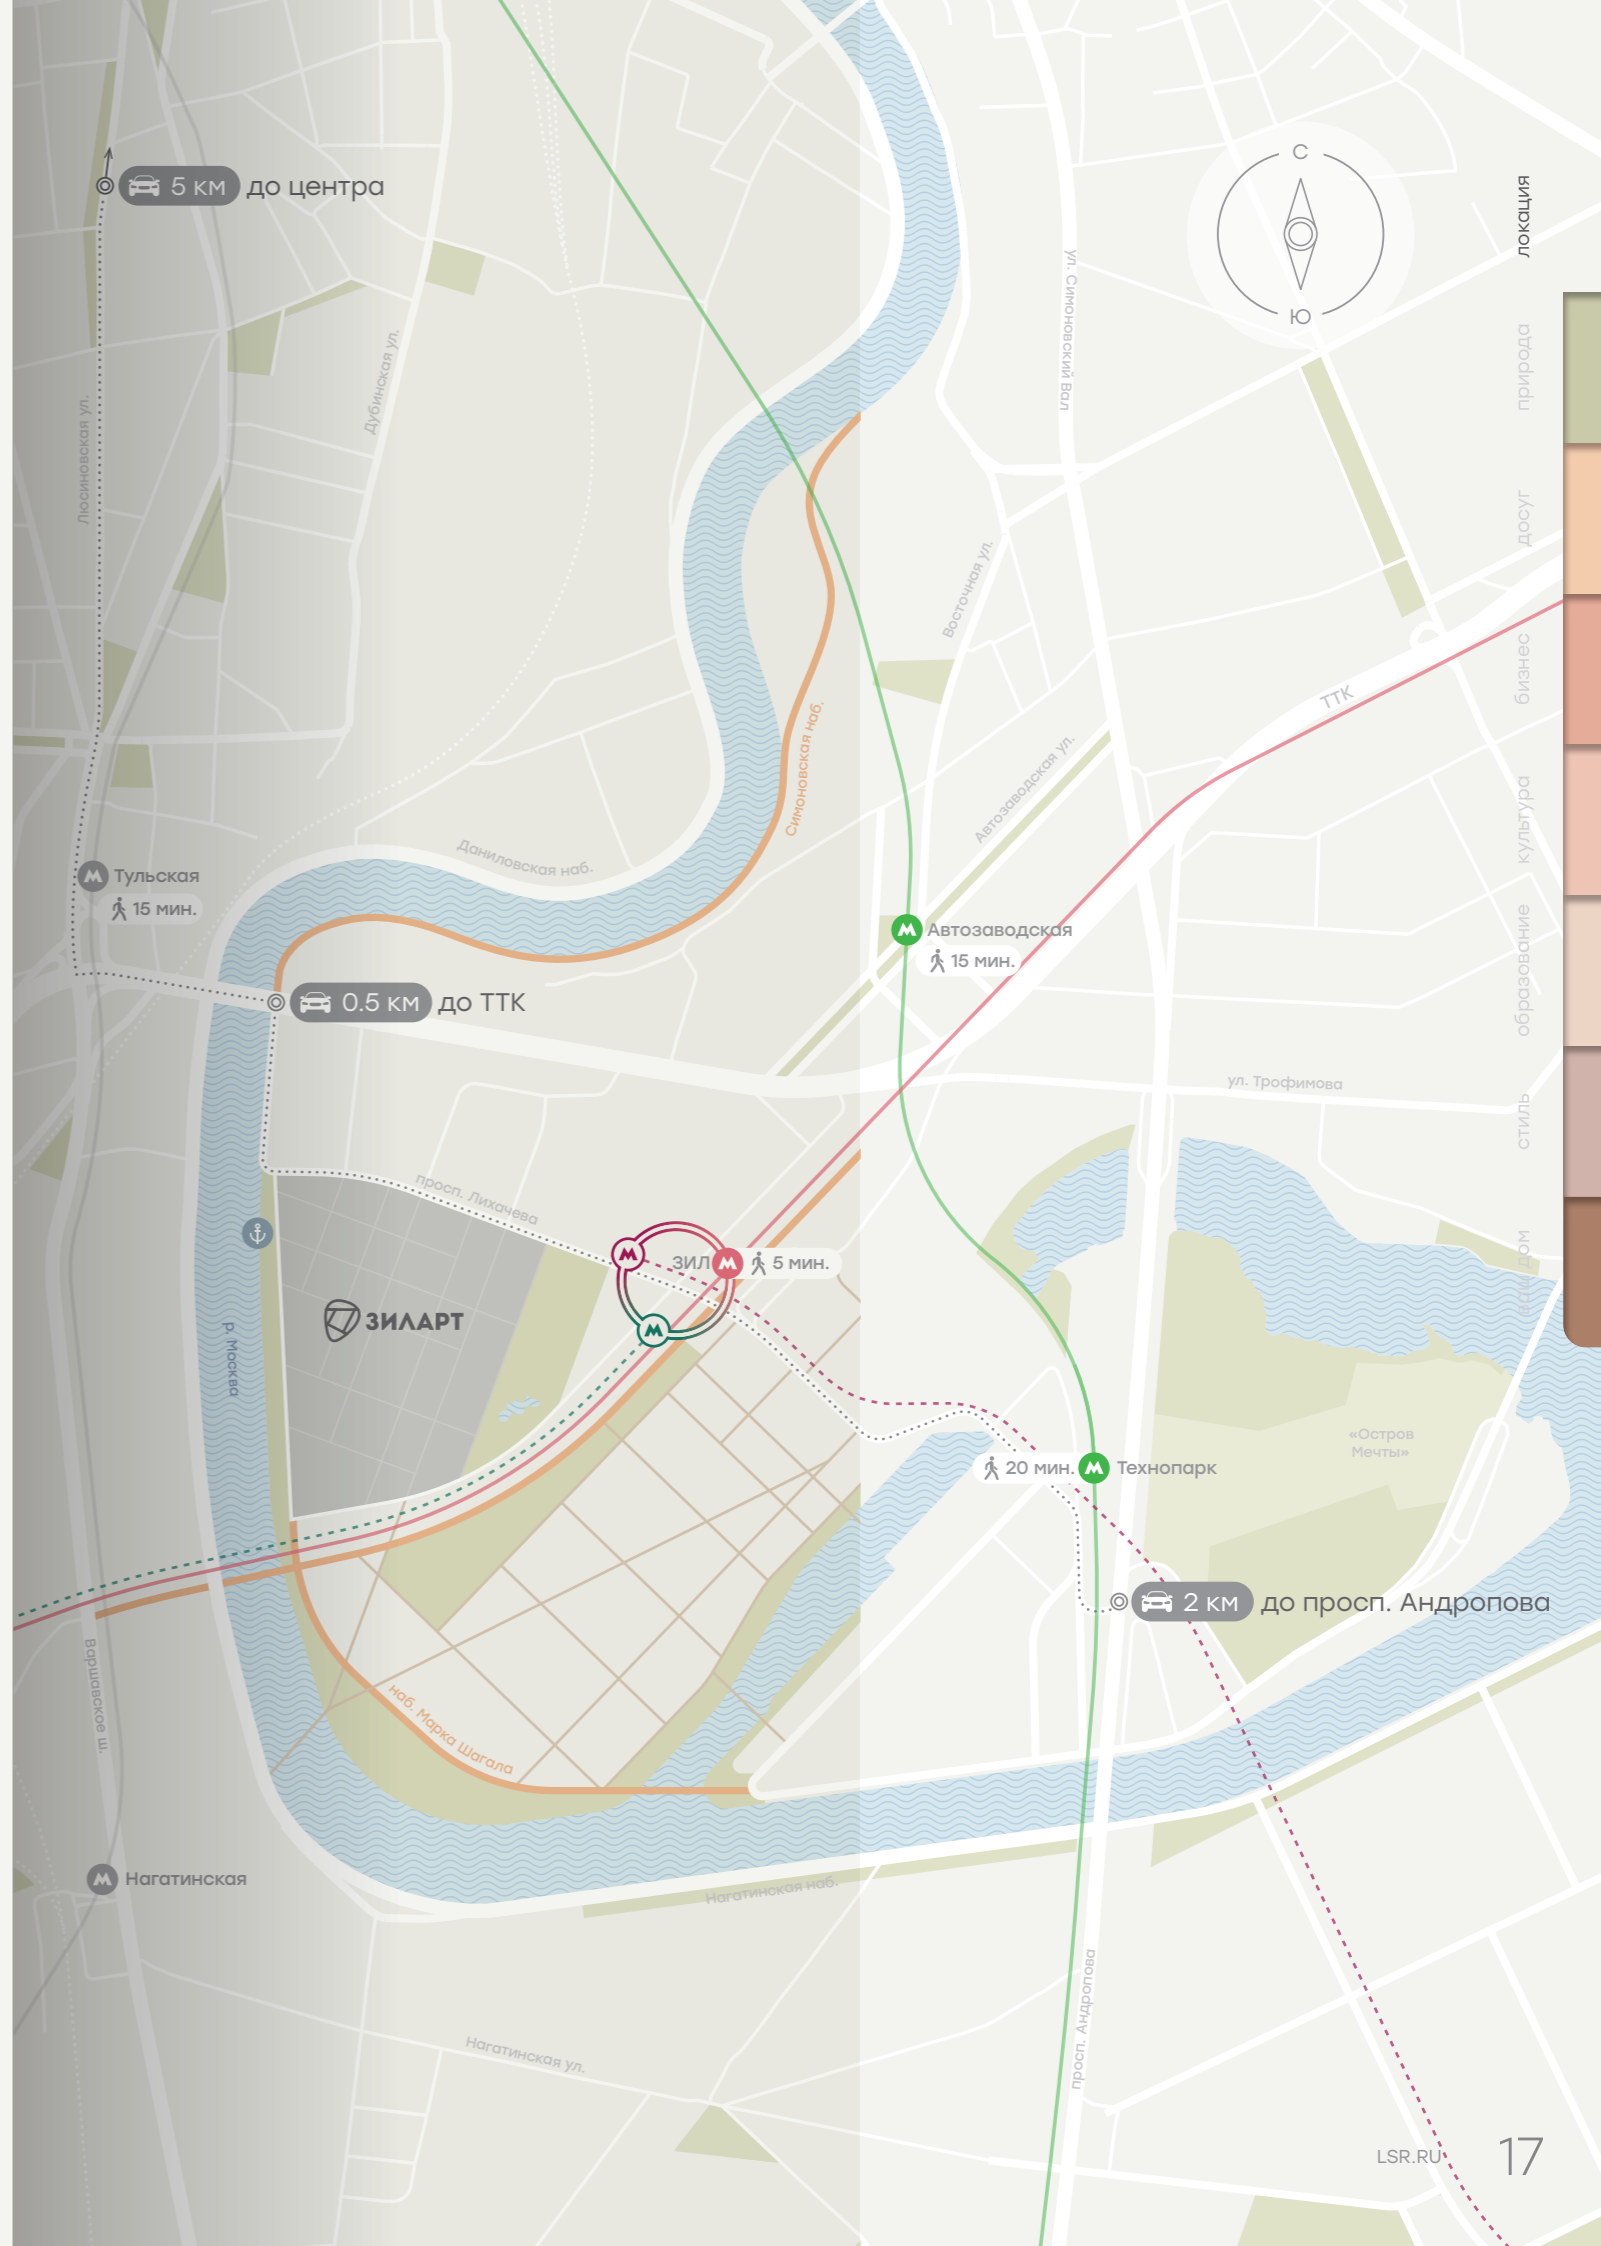 С
5 км до центра
локация
Ю
ул. Симоновский Вал
природа
Дубинская ул.
Люсиновская ул.
досуг
Восточная ул.
бизнес
ТТК
Симоновская наб.
Автозаводская ул.
культура
Даниловская наб.
Тульская
15 мин.
Автозаводская
15 мин.
образование
0.5 км до ТТК
ул. Трофимова
стиль
просп. Лихачева
ЗИЛ 5 мин.
ваш дом
ЗИЛАРТ
р. Москва
«Остров
Мечты»
20 мин. Технопарк
2 км до просп. Андропова
Варшавское ш.
наб. Марка Шагала
Нагатинская
Нагатинская наб.
просп. Андропова
Нагатинская ул.
LSR.RU 17